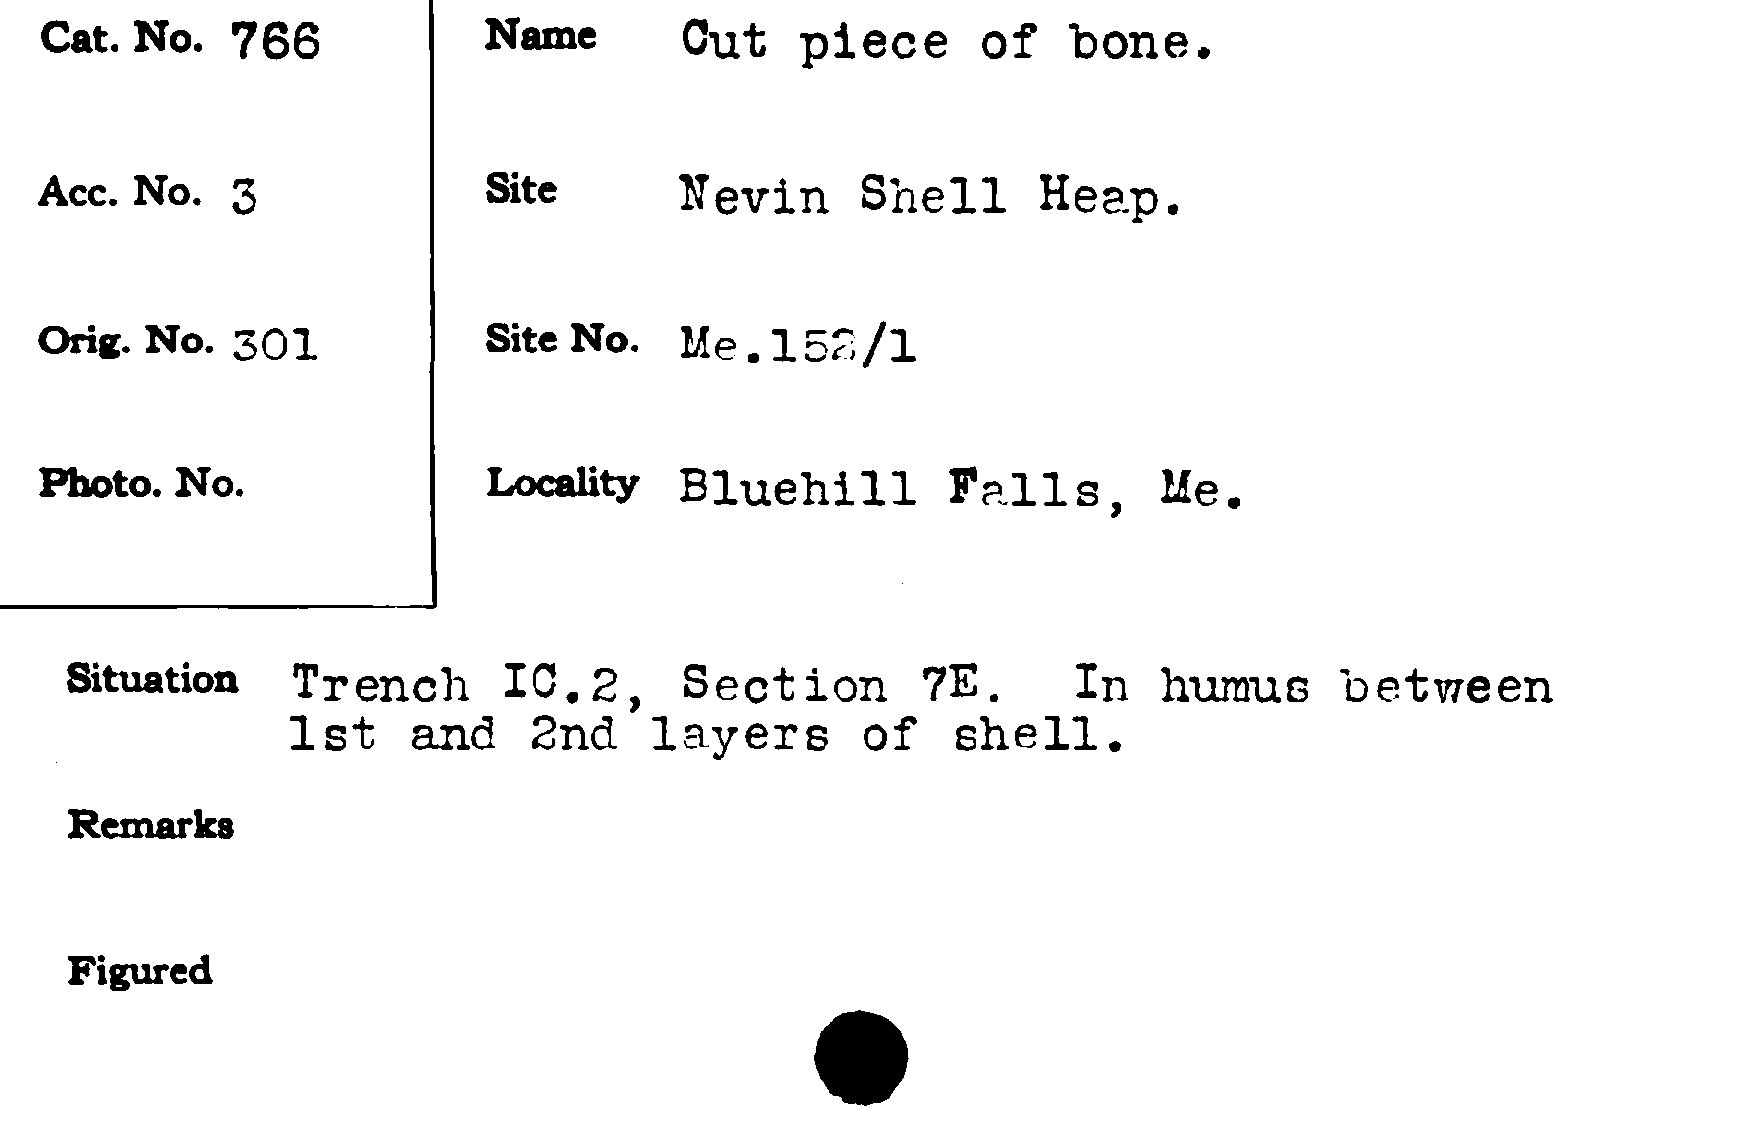 Cat. No. 766
Name Cut piece of bone.
Acc. No. 3
Site Nevin Shell Heap.
Orig. No. 301
Site No. Me.152/1
Photo. No.
Locality Bluehill Falls, Me.
Situation Trench IC.2, Section 7E. In humus between
1st and 2nd layers of shell.
Remarks
Figured